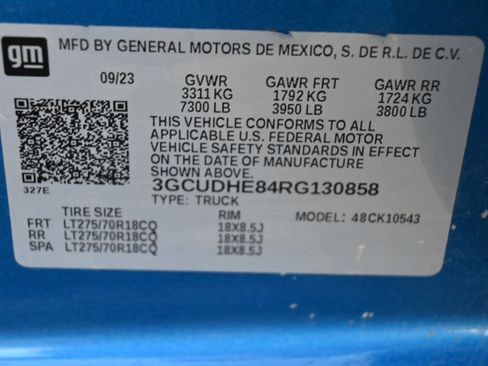 gm
MFD BY GENERAL MOTORS DE MEXICO, S. DE R.L. DE C.V.
09/23 GVWR GAWR FRT GAWR RR
3311 KG 1792 KG 1724 KG
7300 LB 3950 LB 3800 LB
THIS VEHICLE CONFORMS TO ALL
APPLICABLE U.S. FEDERAL MOTOR
VEHICLE SAFETY STANDARDS IN EFFECT
ON THE DATE OF MANUFACTURE
SHOWN ABOVE.
327E
3GCUDHE84RG130858
TYPE: TRUCK MODEL: 48CK10543
TIRE SIZE RIM
FRT LT275/70R18CQ 18X8.5J
RR LT275/70R18CQ 18X8.5J
SPA LT275/70R18CQ 18X8.5J